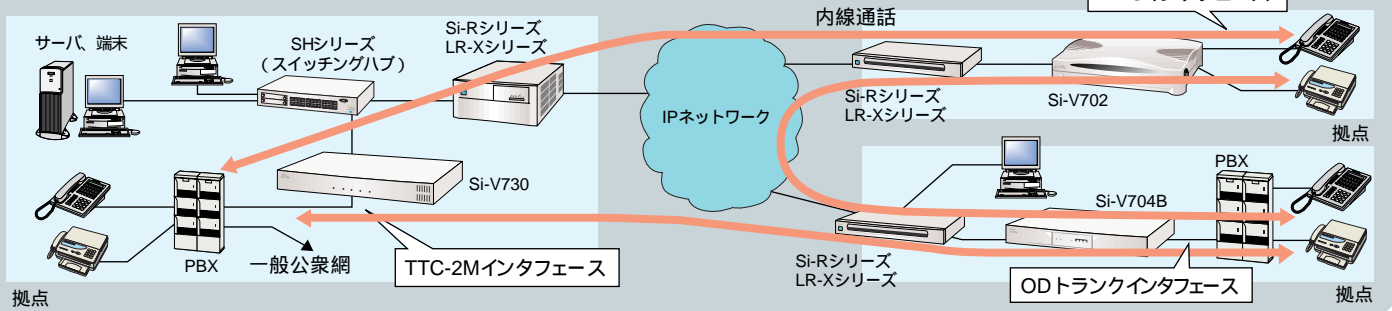 内線通話
サーバ、端末
SHシリーズ
（スイッチングハブ）
Si-Rシリーズ
LR-Xシリーズ
IPネットワーク
Si-Rシリーズ
LR-Xシリーズ
Si-V702
拠点
Si-V730
PBX
一般公衆網
TTC-2Mインタフェース
拠点
Si-Rシリーズ
LR-Xシリーズ
Si-V704B
PBX
ODトランクインタフェース
拠点